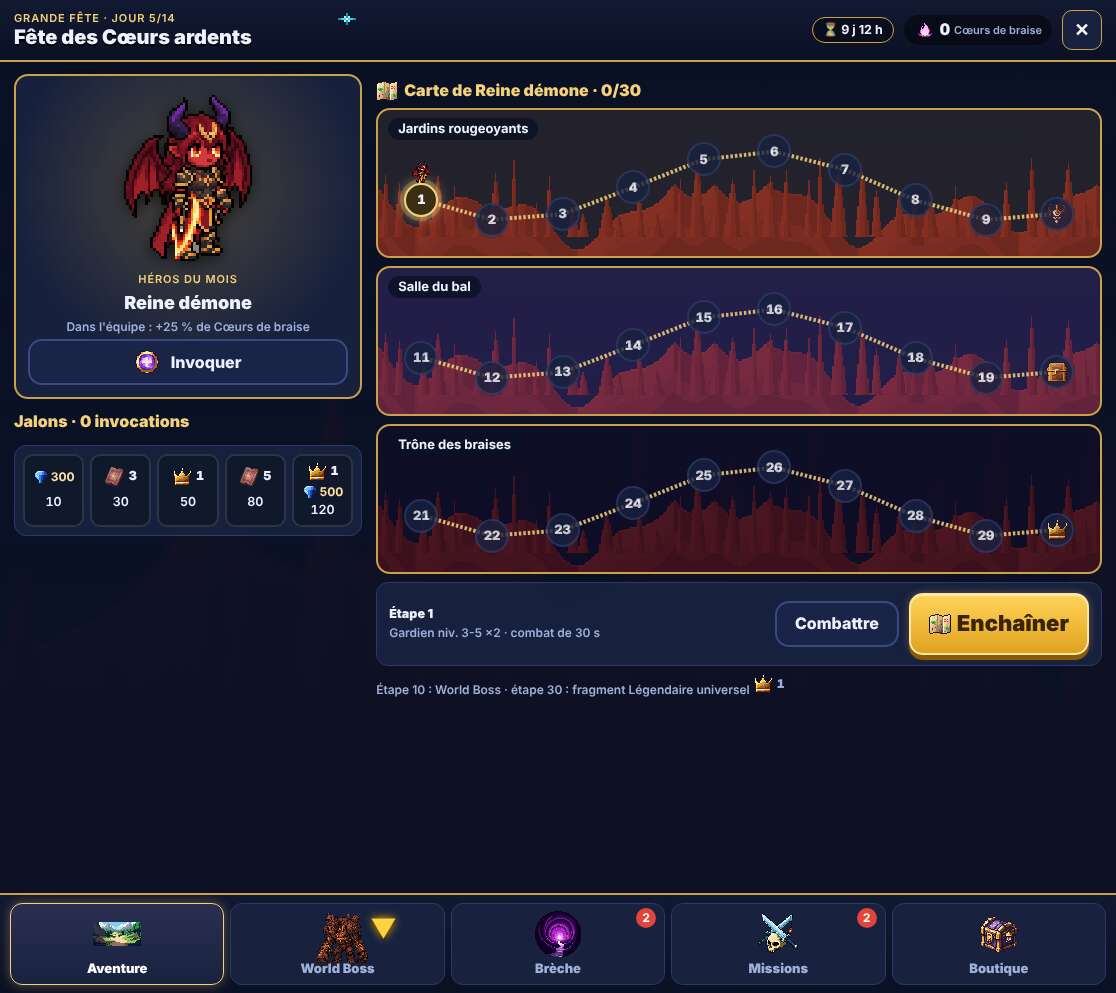 GRANDE FÊTE · JOUR 5/14
Fête des Cœurs ardents
9 j 12 h
0 Cœurs de braise
HÉROS DU MOIS
Reine démone
Dans l'équipe : +25 % de Cœurs de braise
Invoquer
Jalons · 0 invocations
300
10
3
30
1
50
5
80
1
500
120
Carte de Reine démone · 0/30
Jardins rougeoyants
1 2 3 4 5 6 7 8 9
Salle du bal
11 12 13 14 15 16 17 18 19
Trône des braises
21 22 23 24 25 26 27 28 29
Étape 1
Gardien niv. 3-5 ×2 · combat de 30 s
Combattre
Enchaîner
Étape 10 : World Boss · étape 30 : fragment Légendaire universel 1
Aventure
World Boss
2
Brèche
2
Missions
Boutique